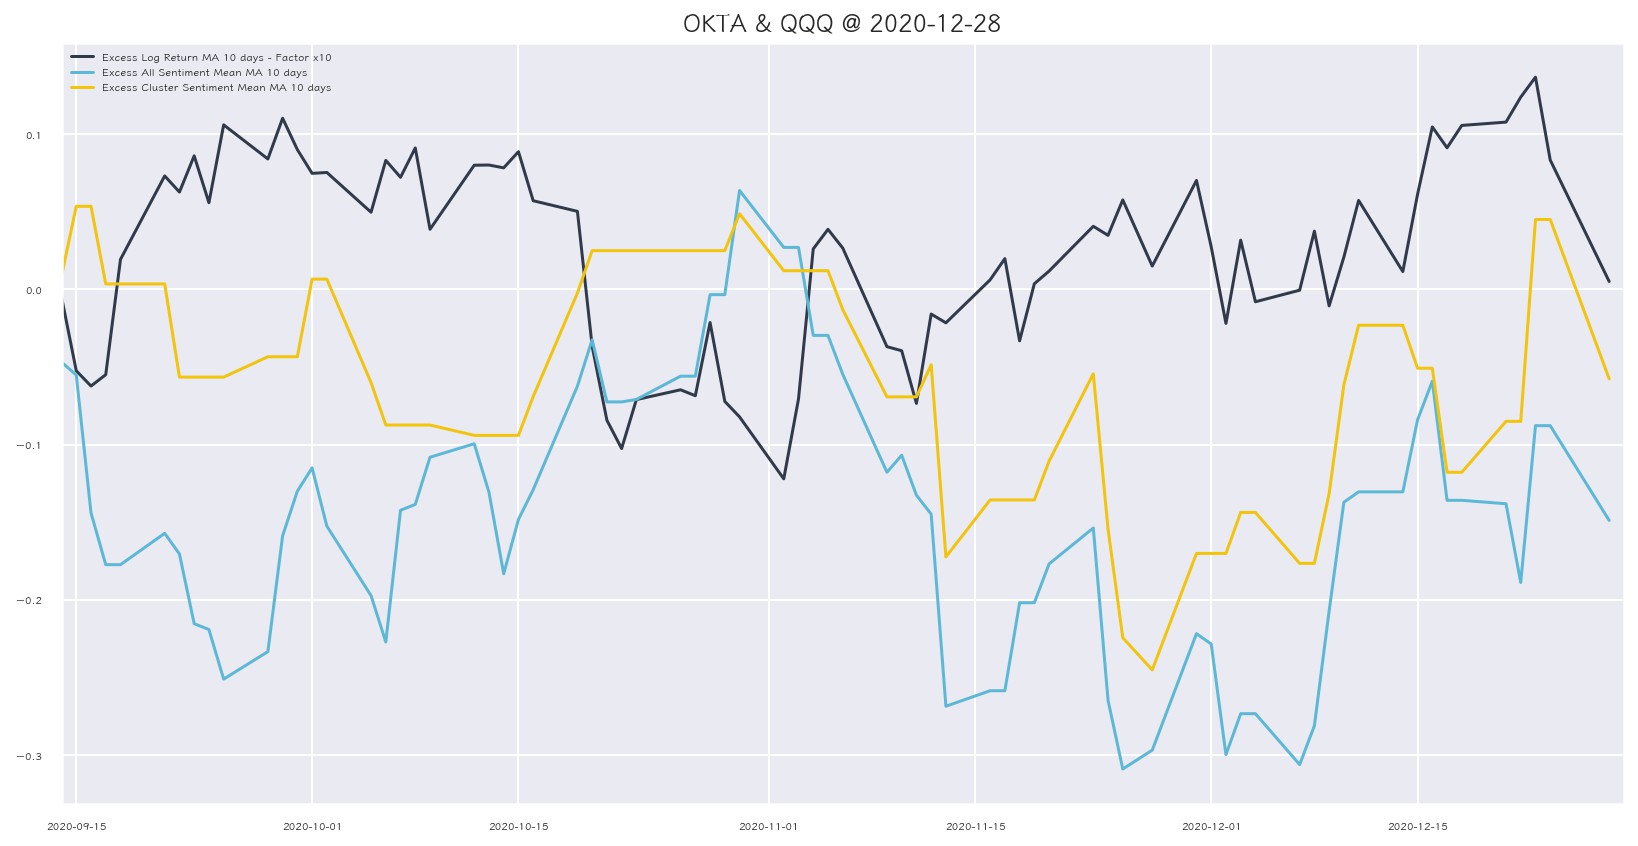 OKTA & QQQ @ 2020-12-28
Excess Log Return MA 10 days - Factor x10
Excess All Sentiment Mean MA 10 days
Excess Cluster Sentiment Mean MA 10 days
0.1
0.0
−0.1
−0.2
−0.3
2020-09-15 2020-10-01 2020-10-15 2020-11-01 2020-11-15 2020-12-01 2020-12-15